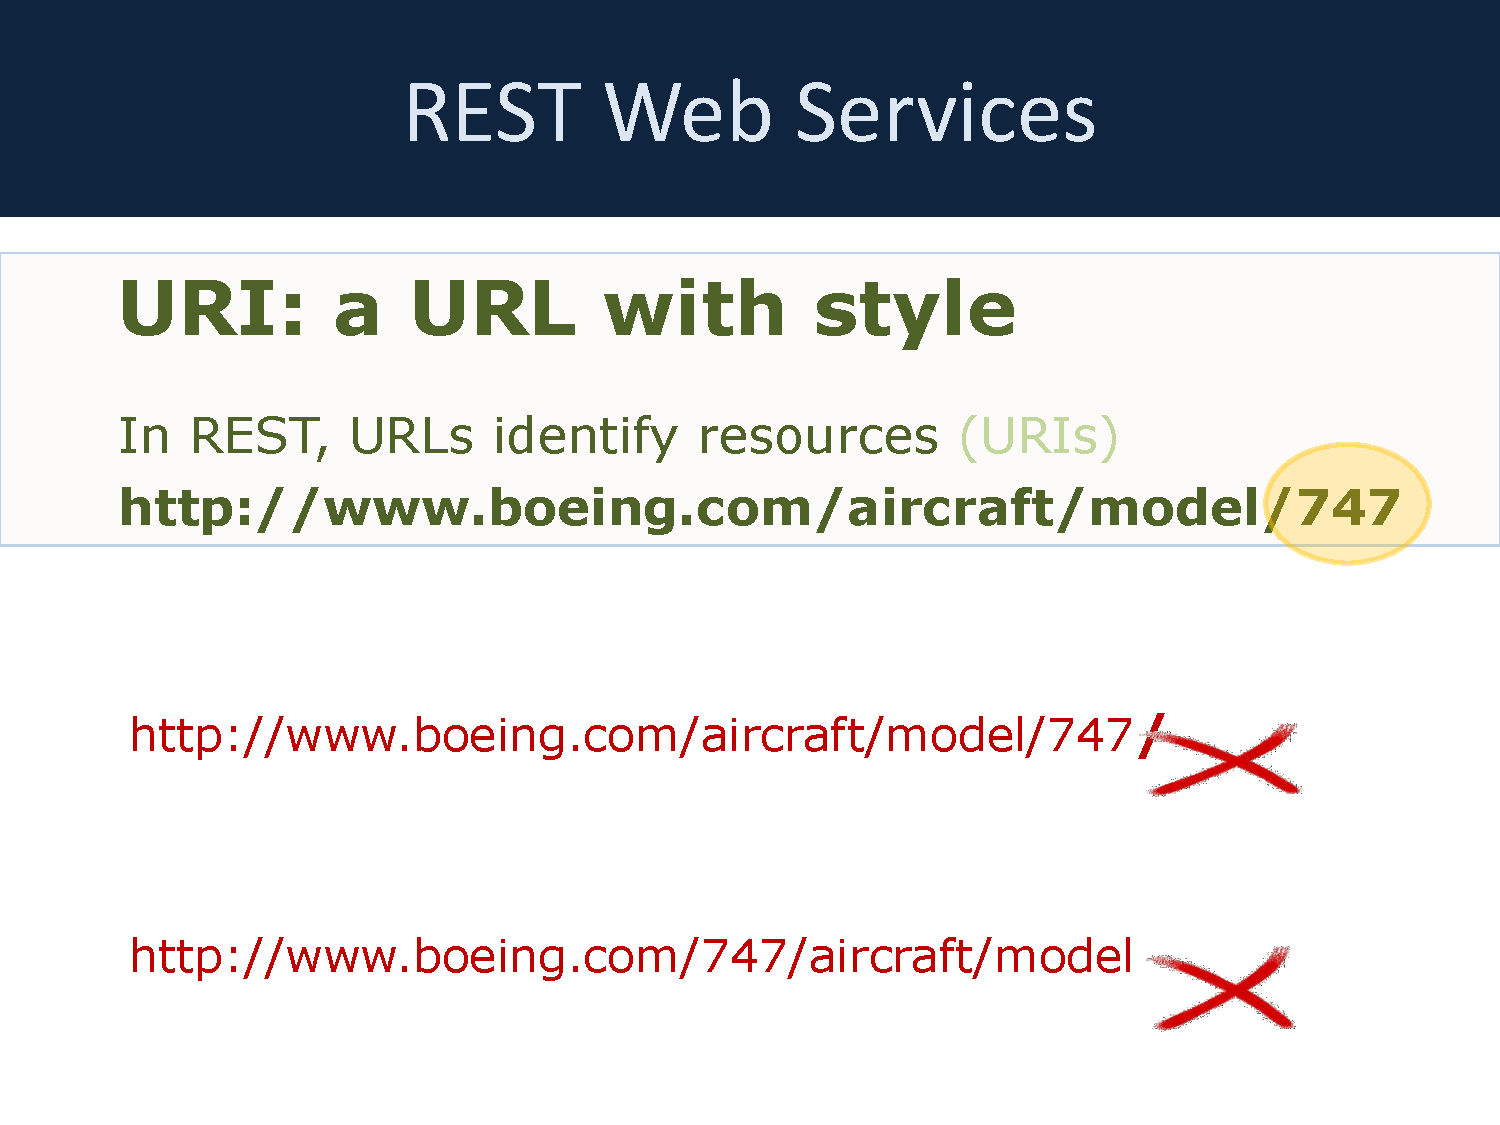 REST Web Services
URI: a URL with style
In REST, URLs identify resources (URIs)
http://www.boeing.com/aircraft/model/747
http://www.boeing.com/aircraft/model/747/
http://www.boeing.com/747/aircraft/model